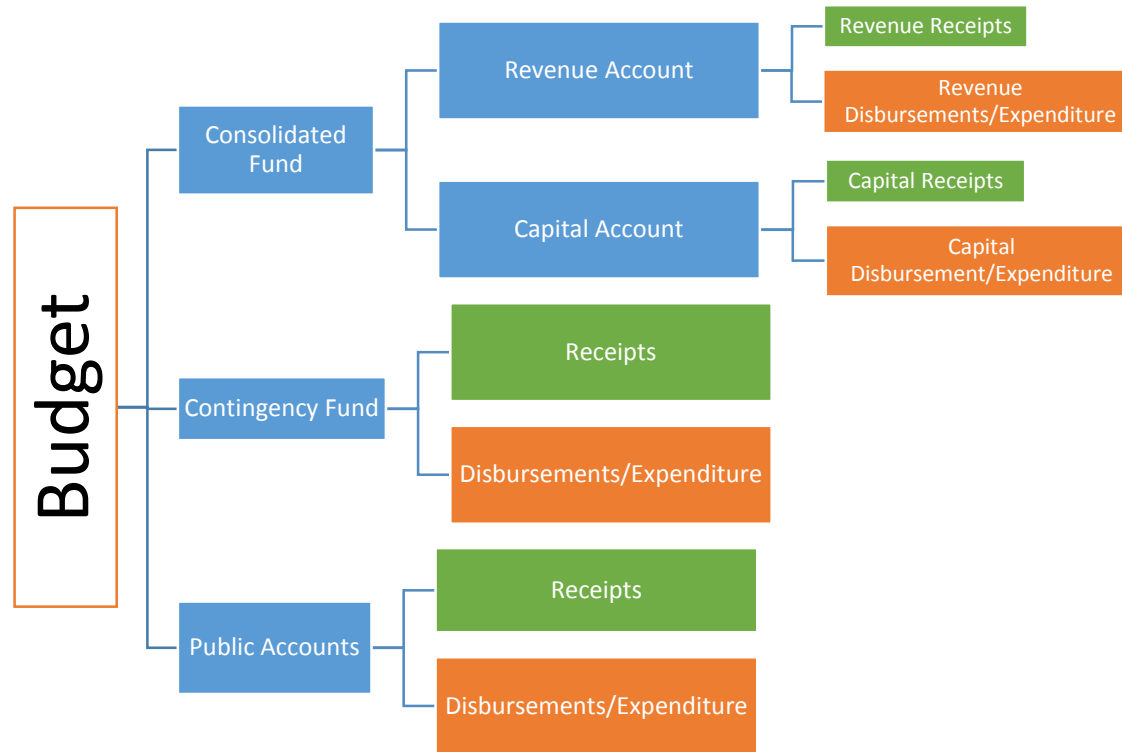 Budget
Consolidated
Fund
Revenue Account
Revenue Receipts
Revenue
Disbursements/Expenditure
Capital Account
Capital Receipts
Capital
Disbursement/Expenditure
Contingency Fund
Receipts
Disbursements/Expenditure
Public Accounts
Receipts
Disbursements/Expenditure